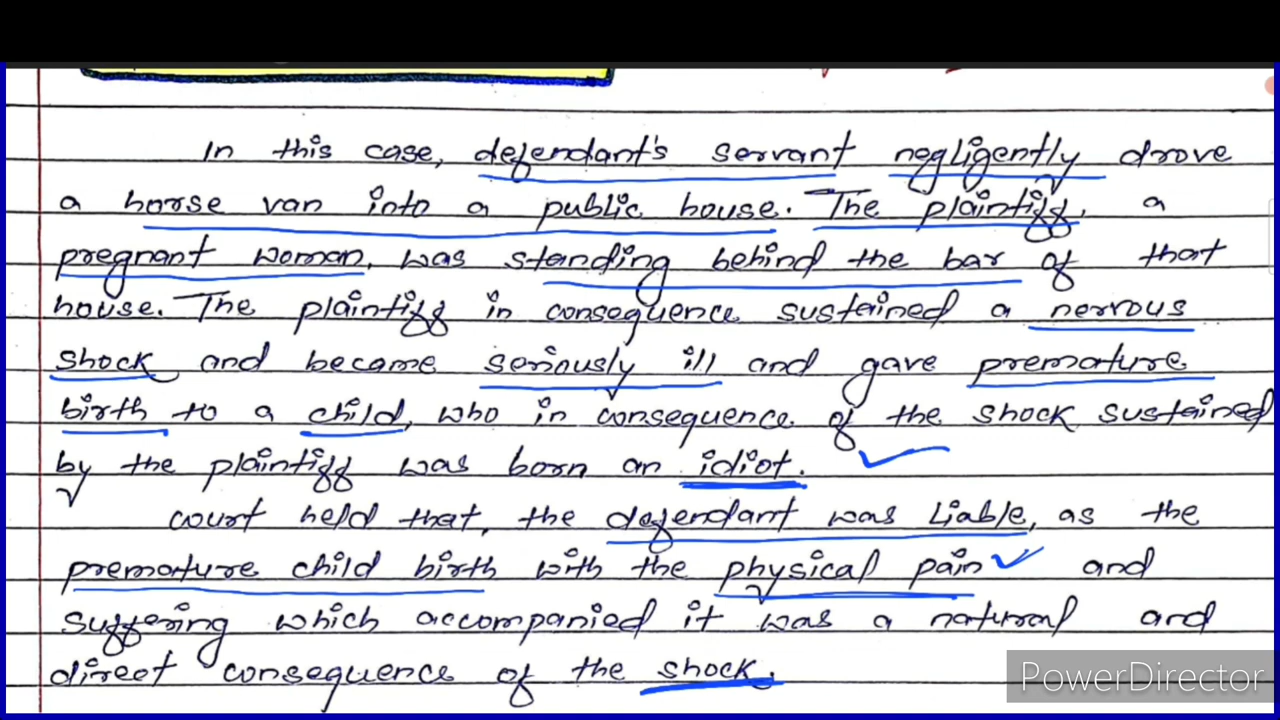 In this case, defendant's servant negligently drove
a horse van into a public house. The plaintiff, a
pregnant woman, was standing behind the bar of that
house. The plaintiff in consequence sustained a nervous
shock and became seriously ill and gave premature
birth to a child, who in consequence of the shock sustained
by the plaintiff was born an idiot.
Court held that, the defendant was liable, as the
premature child birth with the physical pain and
suffering which accompanied it was a natural and
direct consequence of the shock.
PowerDirector